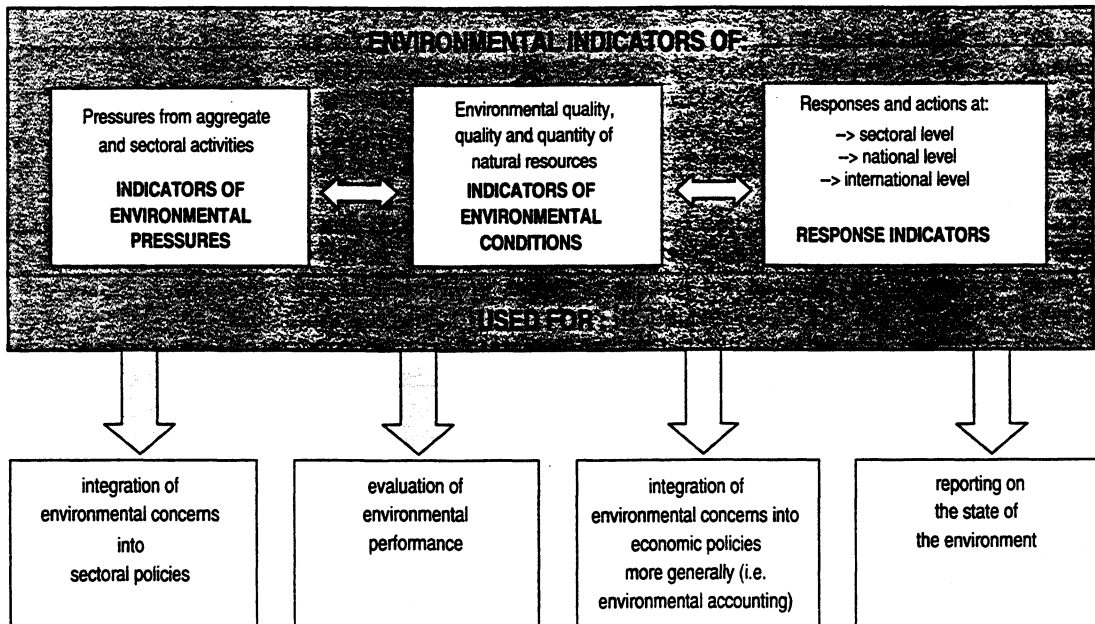 ENVIRONMENTAL INDICATORS OF
Pressures from aggregate
and sectoral activities
INDICATORS OF
ENVIRONMENTAL
PRESSURES
Environmental quality,
quality and quantity of
natural resources
INDICATORS OF
ENVIRONMENTAL
CONDITIONS
Responses and actions at:
--> sectoral level
--> national level
--> international level
RESPONSE INDICATORS
USED FOR :
integration of
environmental concerns
into
sectoral policies
evaluation of
environmental
performance
integration of
environmental concerns into
economic policies
more generally (i.e.
environmental accounting)
reporting on
the state of
the environment